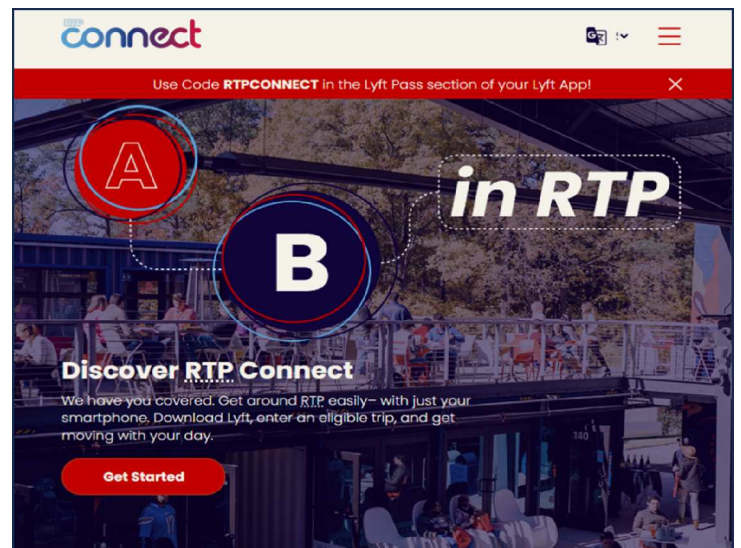 RTP
connect
Use Code RTPCONNECT in the Lyft Pass section of your Lyft App!
A
B
in RTP
Discover RTP Connect
We have you covered. Get around RTP easily– with just your
smartphone. Download Lyft, enter an eligible trip, and get
moving with your day.
Get Started
140